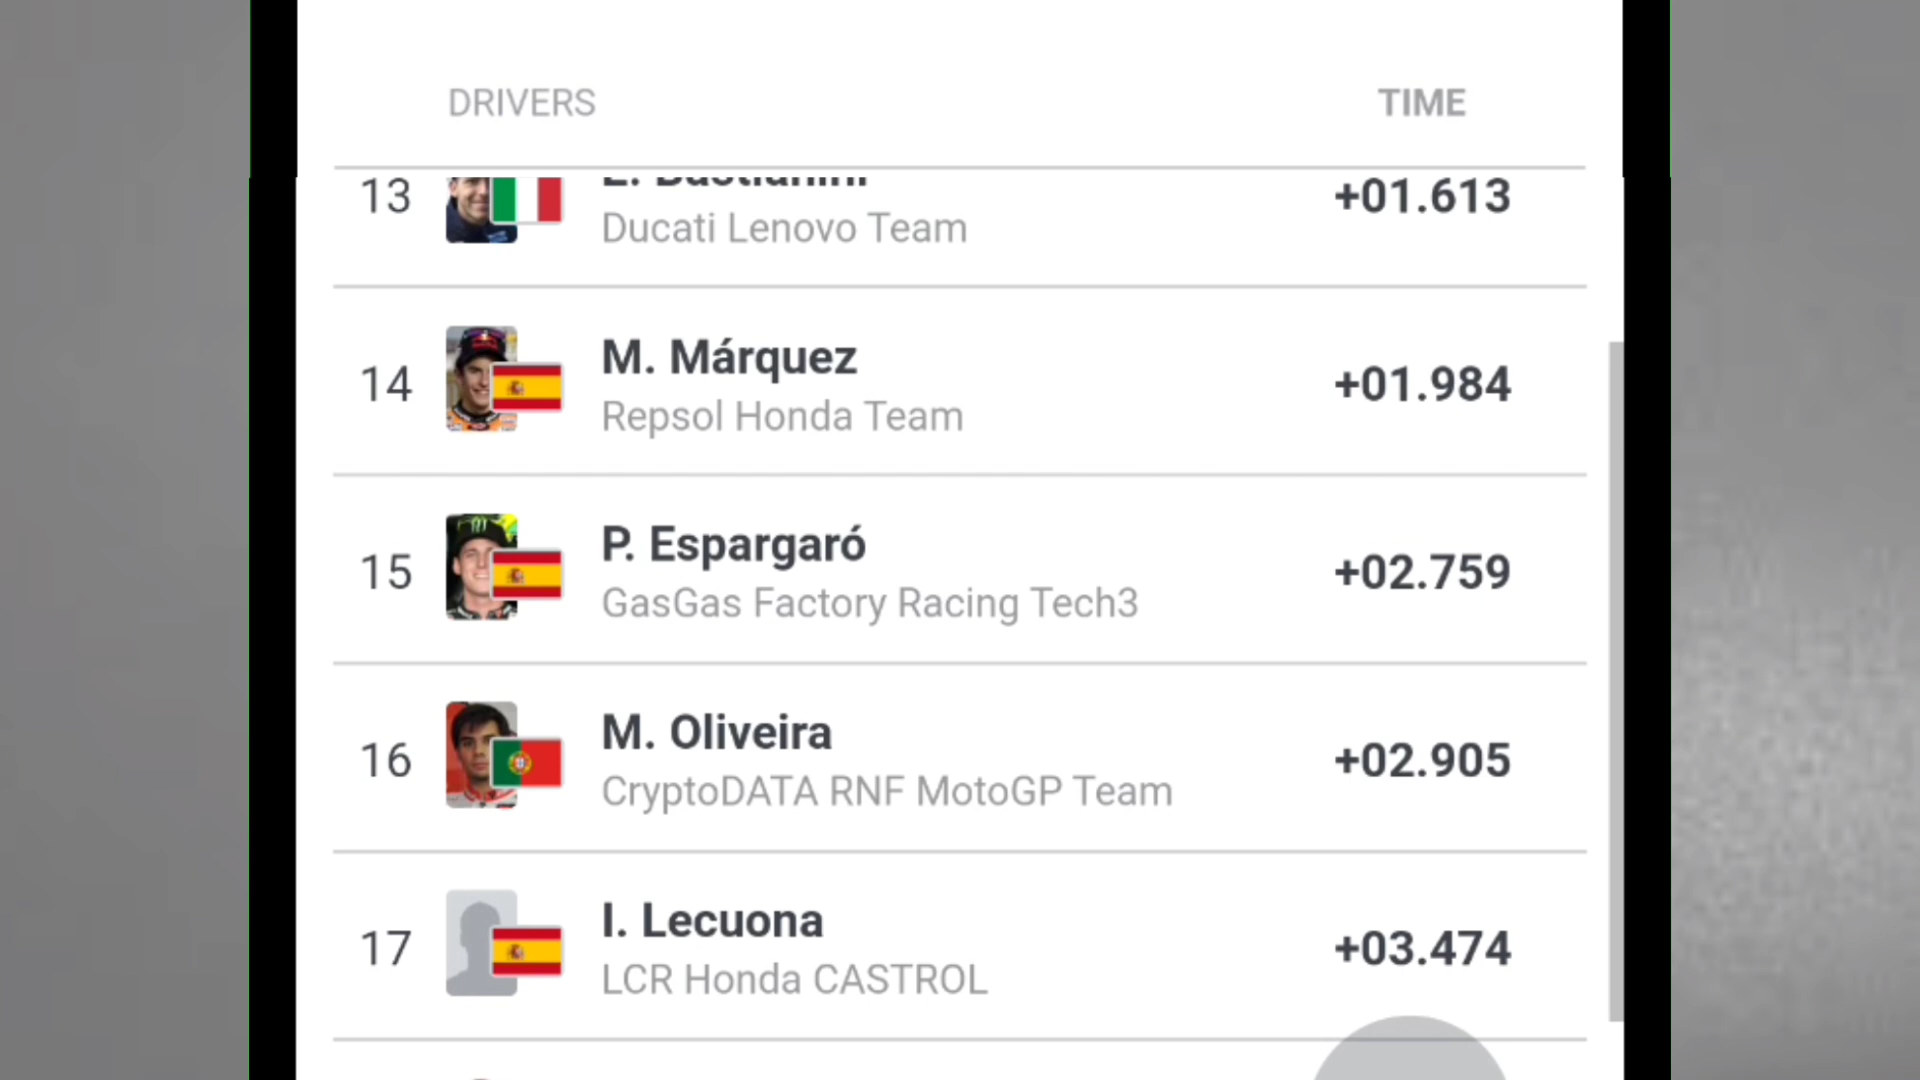 DRIVERS TIME
13 E. Bastianini +01.613
Ducati Lenovo Team
14 M. Márquez +01.984
Repsol Honda Team
15 P. Espargaró +02.759
GasGas Factory Racing Tech3
16 M. Oliveira +02.905
CryptoDATA RNF MotoGP Team
17 I. Lecuona +03.474
LCR Honda CASTROL